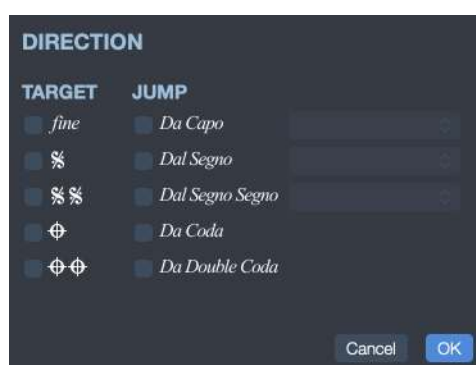 DIRECTION
TARGET JUMP
fine Da Capo
𝄋 Dal Segno
𝄋𝄋 Dal Segno Segno
𝄌 Da Coda
𝄌𝄌 Da Double Coda
Cancel OK